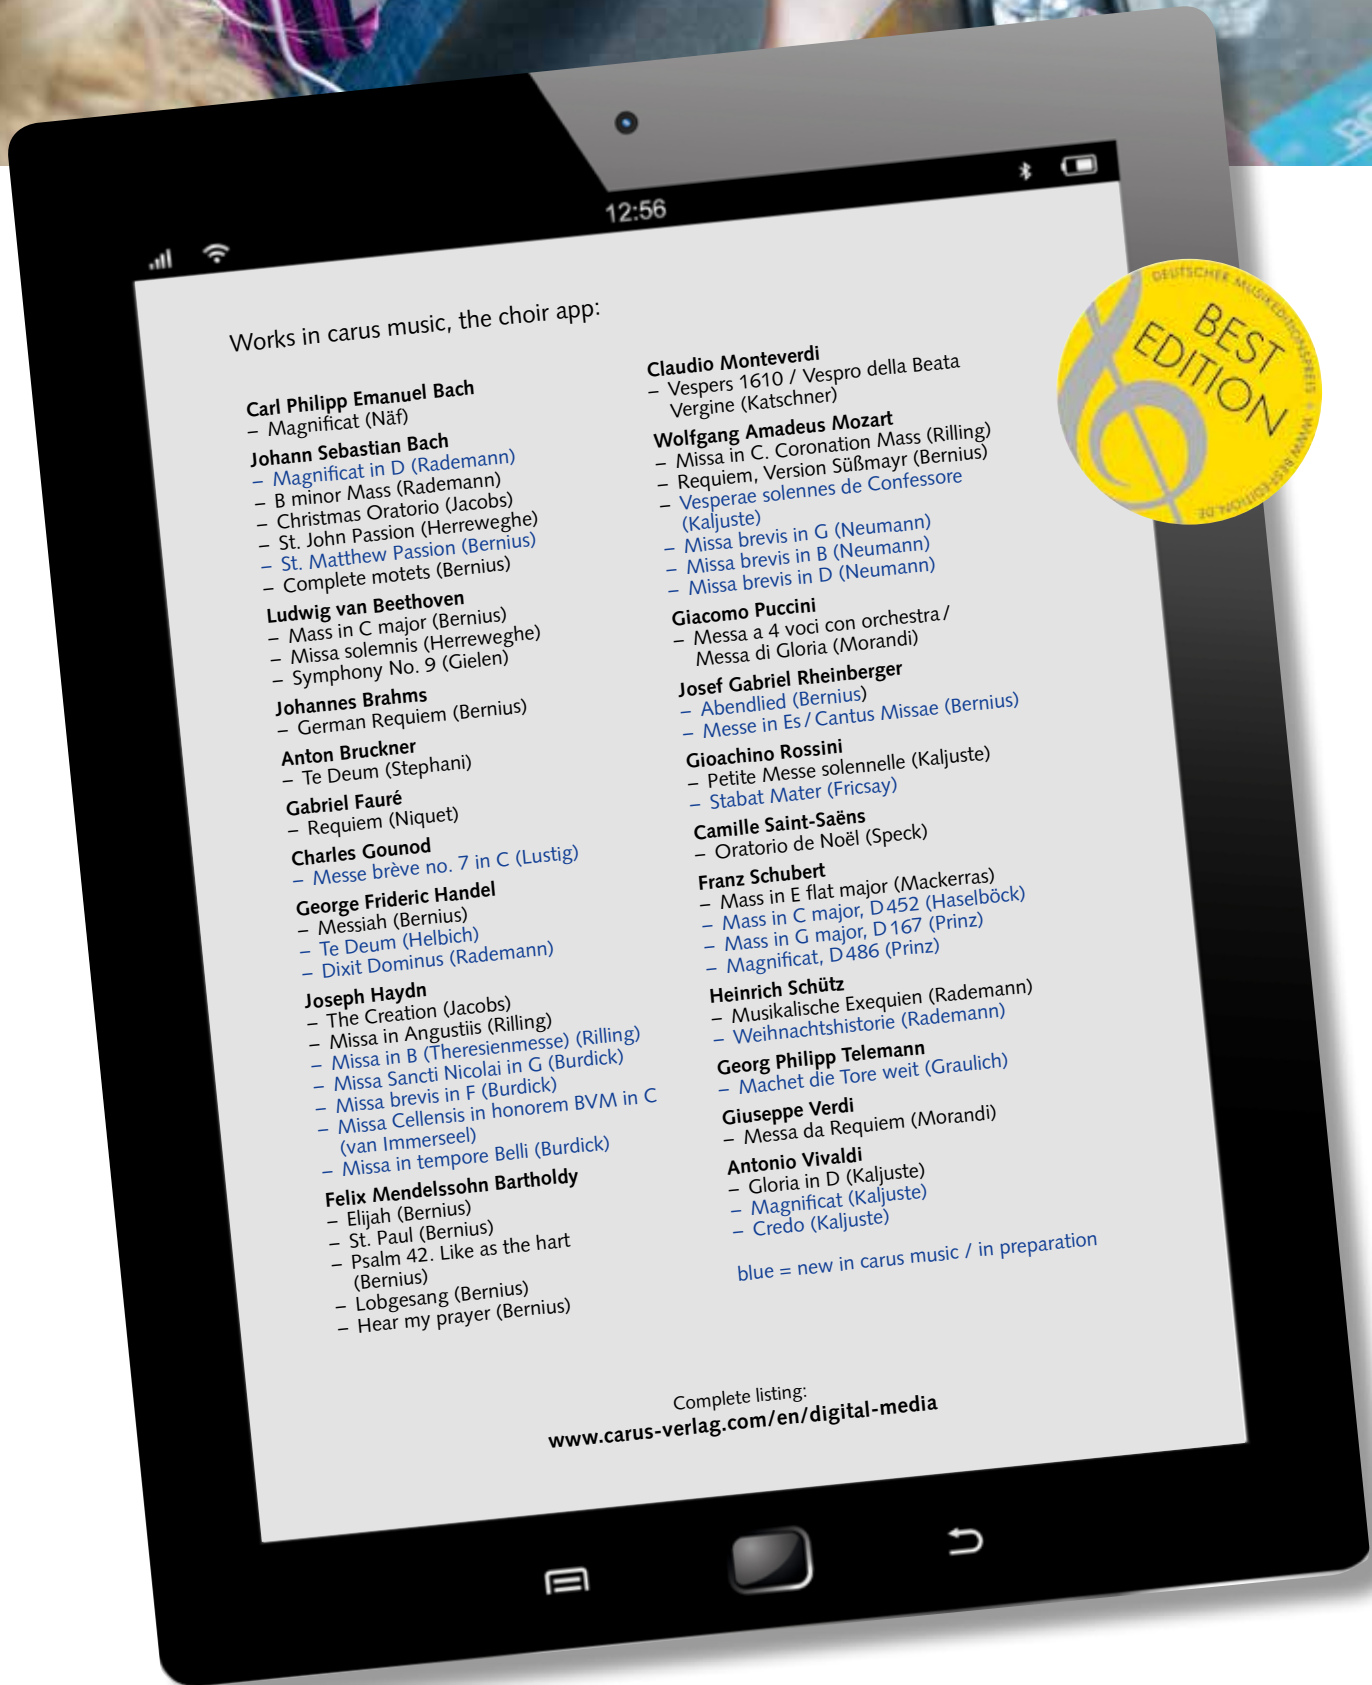 12:56
Works in carus music, the choir app:
Carl Philipp Emanuel Bach
– Magnificat (Näf)
Johann Sebastian Bach
– Magnificat in D (Rademann)
– B minor Mass (Rademann)
– Christmas Oratorio (Jacobs)
– St. John Passion (Herreweghe)
– St. Matthew Passion (Bernius)
– Complete motets (Bernius)
Ludwig van Beethoven
– Mass in C major (Bernius)
– Missa solemnis (Herreweghe)
– Symphony No. 9 (Gielen)
Johannes Brahms
– German Requiem (Bernius)
Anton Bruckner
– Te Deum (Stephani)
Gabriel Fauré
– Requiem (Niquet)
Charles Gounod
– Messe brève no. 7 in C (Lustig)
George Frideric Handel
– Messiah (Bernius)
– Te Deum (Helbich)
– Dixit Dominus (Rademann)
Joseph Haydn
– The Creation (Jacobs)
– Missa in Angustiis (Rilling)
– Missa in B (Theresienmesse) (Rilling)
– Missa Sancti Nicolai in G (Burdick)
– Missa brevis in F (Burdick)
– Missa Cellensis in honorem BVM in C
(van Immerseel)
– Missa in tempore Belli (Burdick)
Felix Mendelssohn Bartholdy
– Elijah (Bernius)
– St. Paul (Bernius)
– Psalm 42. Like as the hart
(Bernius)
– Lobgesang (Bernius)
– Hear my prayer (Bernius)
Claudio Monteverdi
– Vespers 1610 / Vespro della Beata
Vergine (Katschner)
Wolfgang Amadeus Mozart
– Missa in C. Coronation Mass (Rilling)
– Requiem, Version Süßmayr (Bernius)
– Vesperae solennes de Confessore
(Kaljuste)
– Missa brevis in G (Neumann)
– Missa brevis in B (Neumann)
– Missa brevis in D (Neumann)
Giacomo Puccini
– Messa a 4 voci con orchestra /
Messa di Gloria (Morandi)
Josef Gabriel Rheinberger
– Abendlied (Bernius)
– Messe in Es / Cantus Missae (Bernius)
Gioachino Rossini
– Petite Messe solennelle (Kaljuste)
– Stabat Mater (Fricsay)
Camille Saint-Saëns
– Oratorio de Noël (Speck)
Franz Schubert
– Mass in E flat major (Mackerras)
– Mass in C major, D 452 (Haselböck)
– Mass in G major, D 167 (Prinz)
– Magnificat, D 486 (Prinz)
Heinrich Schütz
– Musikalische Exequien (Rademann)
– Weihnachtshistorie (Rademann)
Georg Philipp Telemann
– Machet die Tore weit (Graulich)
Giuseppe Verdi
– Messa da Requiem (Morandi)
Antonio Vivaldi
– Gloria in D (Kaljuste)
– Magnificat (Kaljuste)
– Credo (Kaljuste)
blue = new in carus music / in preparation
Complete listing:
www.carus-verlag.com/en/digital-media
BEST
EDITION
DEUTSCHER MUSIKEDITIONSPREIS • WWW.BEST-EDITION.DE